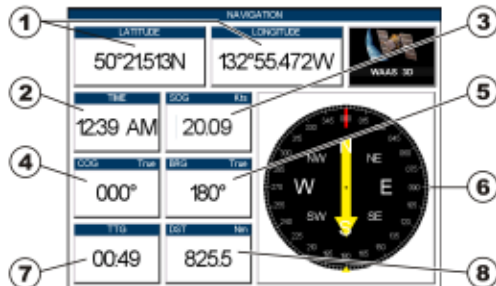 NAVIGATION
LATITUDE
50°21.513N
LONGITUDE
132°55.472W
WAAS 3D
TIME
12:39 AM
SOG Kts
20.09
COG True
000°
BRG True
180°
TTG
00:49
DST Nm
825.5
N
NE
E
SE
S
SW
W
NW
1
2
3
4
5
6
7
8